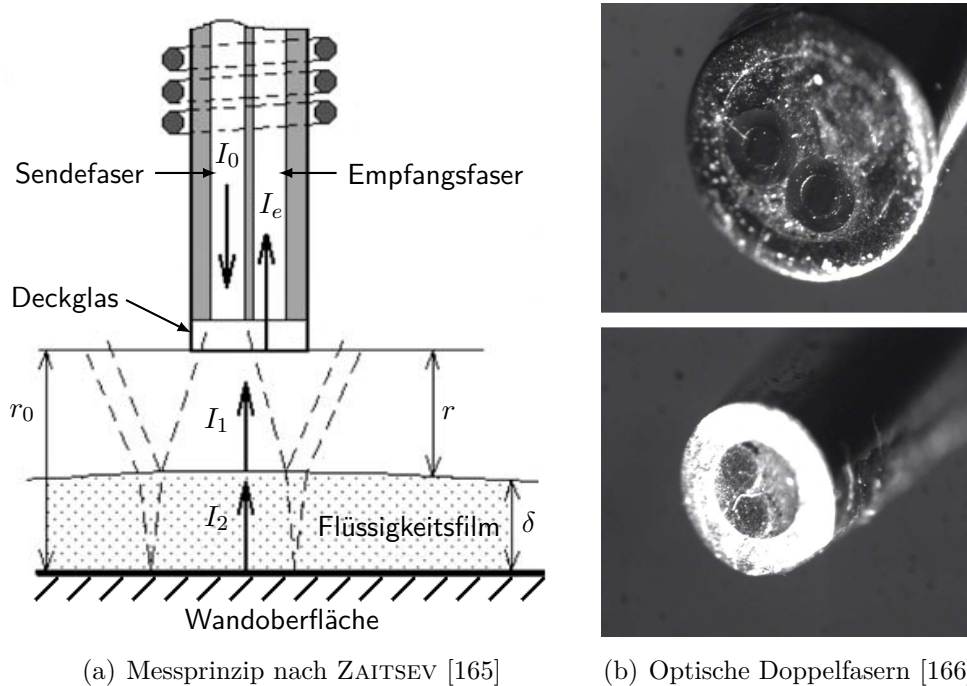 I₀
Sendefaser
Empfangsfaser
Iₑ
Deckglas
r₀
I₁
r
I₂
Flüssigkeitsfilm
δ
Wandoberfläche
(a) Messprinzip nach ZAITSEV [165]
(b) Optische Doppelfasern [166